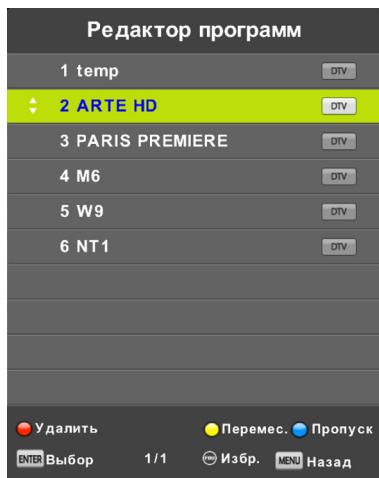 Редактор программ
1 temp DTV
2 ARTE HD DTV
3 PARIS PREMIERE DTV
4 M6 DTV
5 W9 DTV
6 NT1 DTV
Удалить Перемес. Пропуск
ENTER Выбор 1/1 Избр. MENU Назад